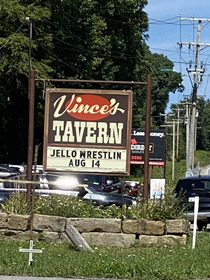 Vince's
TAVERN
JELLO WRESTLIN
AUG 14